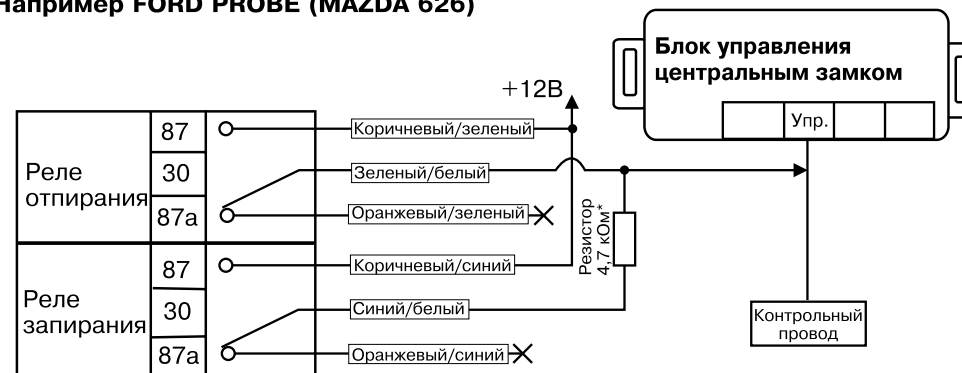 Например FORD PROBE (MAZDA 626)
Блок управления
центральным замком
Упр.
+12В
Реле
отпирания
87
30
87а
Коричневый/зеленый
Зеленый/белый
Оранжевый/зеленый
Резистор
4,7 кОм*
Реле
запирания
87
30
87а
Коричневый/синий
Синий/белый
Оранжевый/синий
Контрольный
провод